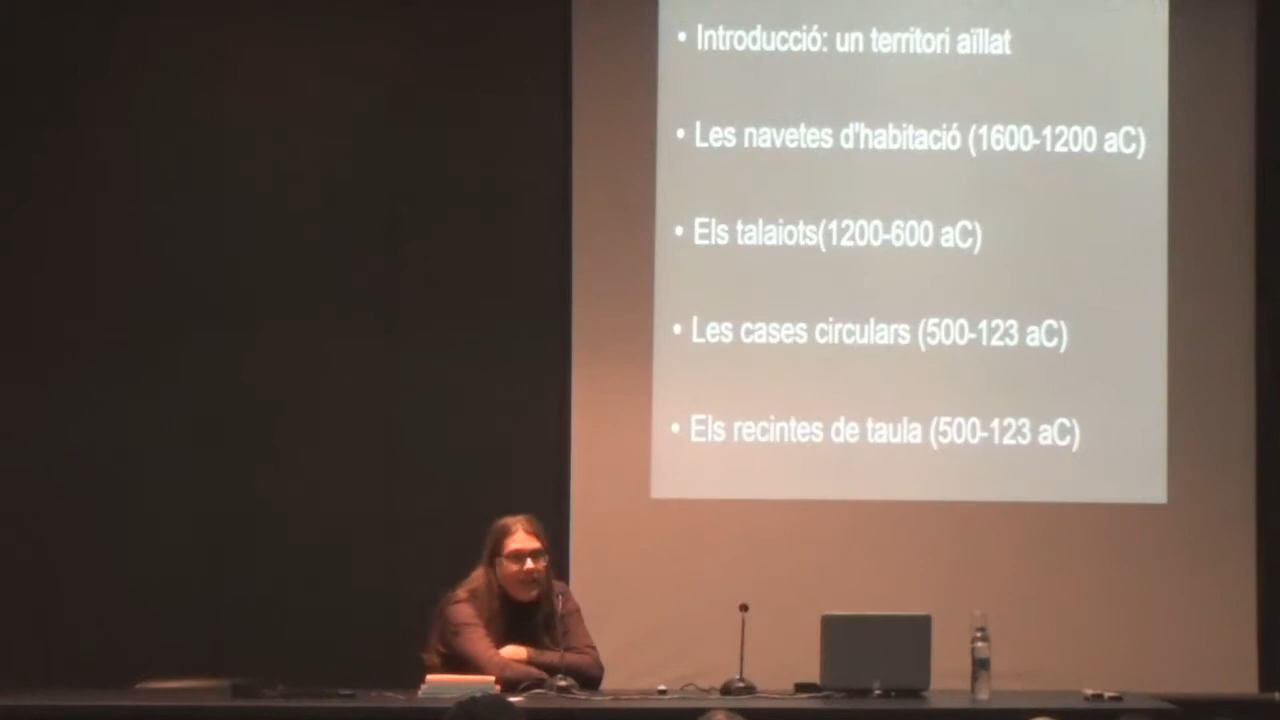 • Introducció: un territori aïllat
• Les navetes d'habitació (1600-1200 aC)
• Els talaiots(1200-600 aC)
• Les cases circulars (500-123 aC)
• Els recintes de taula (500-123 aC)